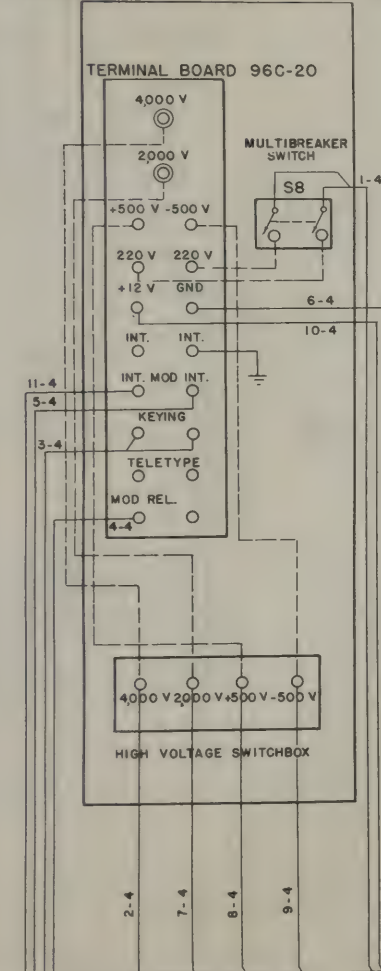 TERMINAL BOARD 96C-20
4,000 V
2,000 V
MULTIBREAKER
SWITCH
1-4
S8
+500 V -500 V
220 V 220 V
+12 V GND
6-4
10-4
INT. INT.
11-4
INT. MOD INT.
5-4
KEYING
3-4
TELETYPE
MOD REL.
4-4
4,000 V 2,000 V +500 V -500 V
HIGH VOLTAGE SWITCHBOX
2-4
7-4
8-4
9-4